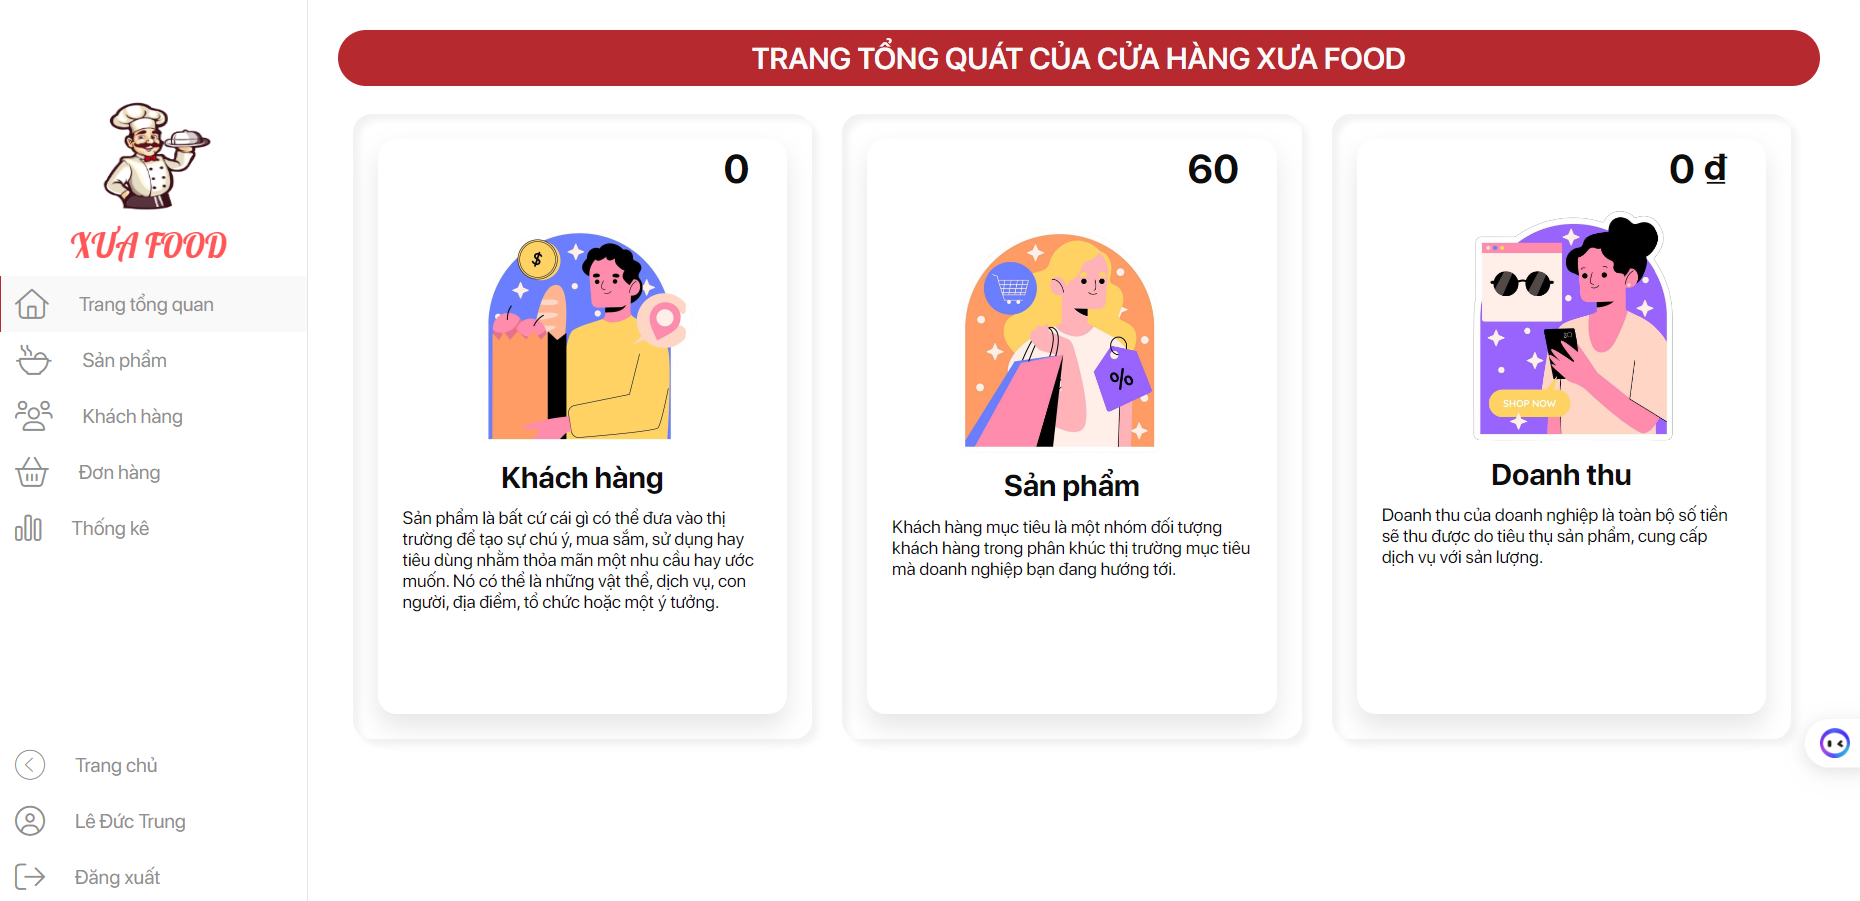 XƯA FOOD
Trang tổng quan
Sản phẩm
Khách hàng
Đơn hàng
Thống kê
Trang chủ
Lê Đức Trung
Đăng xuất
TRANG TỔNG QUÁT CỦA CỬA HÀNG XƯA FOOD
0
$
Khách hàng
Sản phẩm là bất cứ cái gì có thể đưa vào thị
trường để tạo sự chú ý, mua sắm, sử dụng hay
tiêu dùng nhằm thỏa mãn một nhu cầu hay ước
muốn. Nó có thể là những vật thể, dịch vụ, con
người, địa điểm, tổ chức hoặc một ý tưởng.
60
%
Sản phẩm
Khách hàng mục tiêu là một nhóm đối tượng
khách hàng trong phân khúc thị trường mục tiêu
mà doanh nghiệp bạn đang hướng tới.
0 ₫
SHOP NOW
Doanh thu
Doanh thu của doanh nghiệp là toàn bộ số tiền
sẽ thu được do tiêu thụ sản phẩm, cung cấp
dịch vụ với sản lượng.